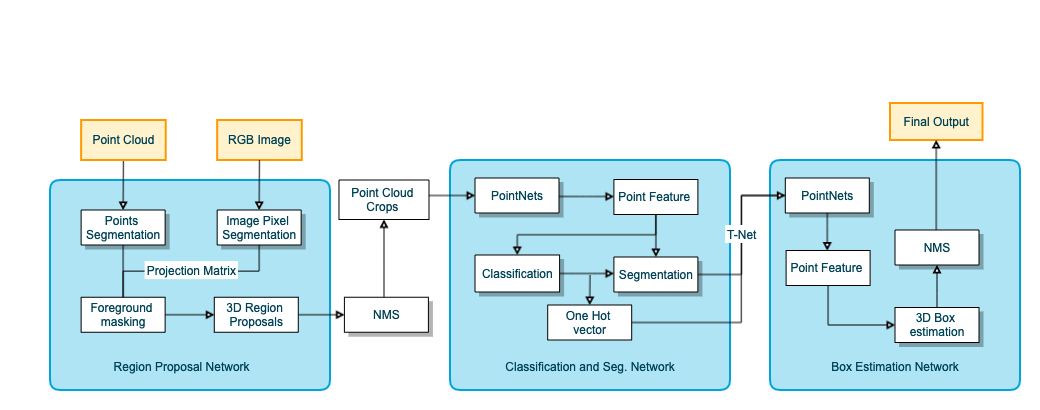 Point Cloud
RGB Image
Points
Segmentation
Image Pixel
Segmentation
Projection Matrix
Foreground
masking
3D Region
Proposals
Region Proposal Network
Point Cloud
Crops
NMS
PointNets
Point Feature
Classification
Segmentation
One Hot
vector
Classification and Seg. Network
T-Net
Final Output
PointNets
Point Feature
NMS
3D Box
estimation
Box Estimation Network